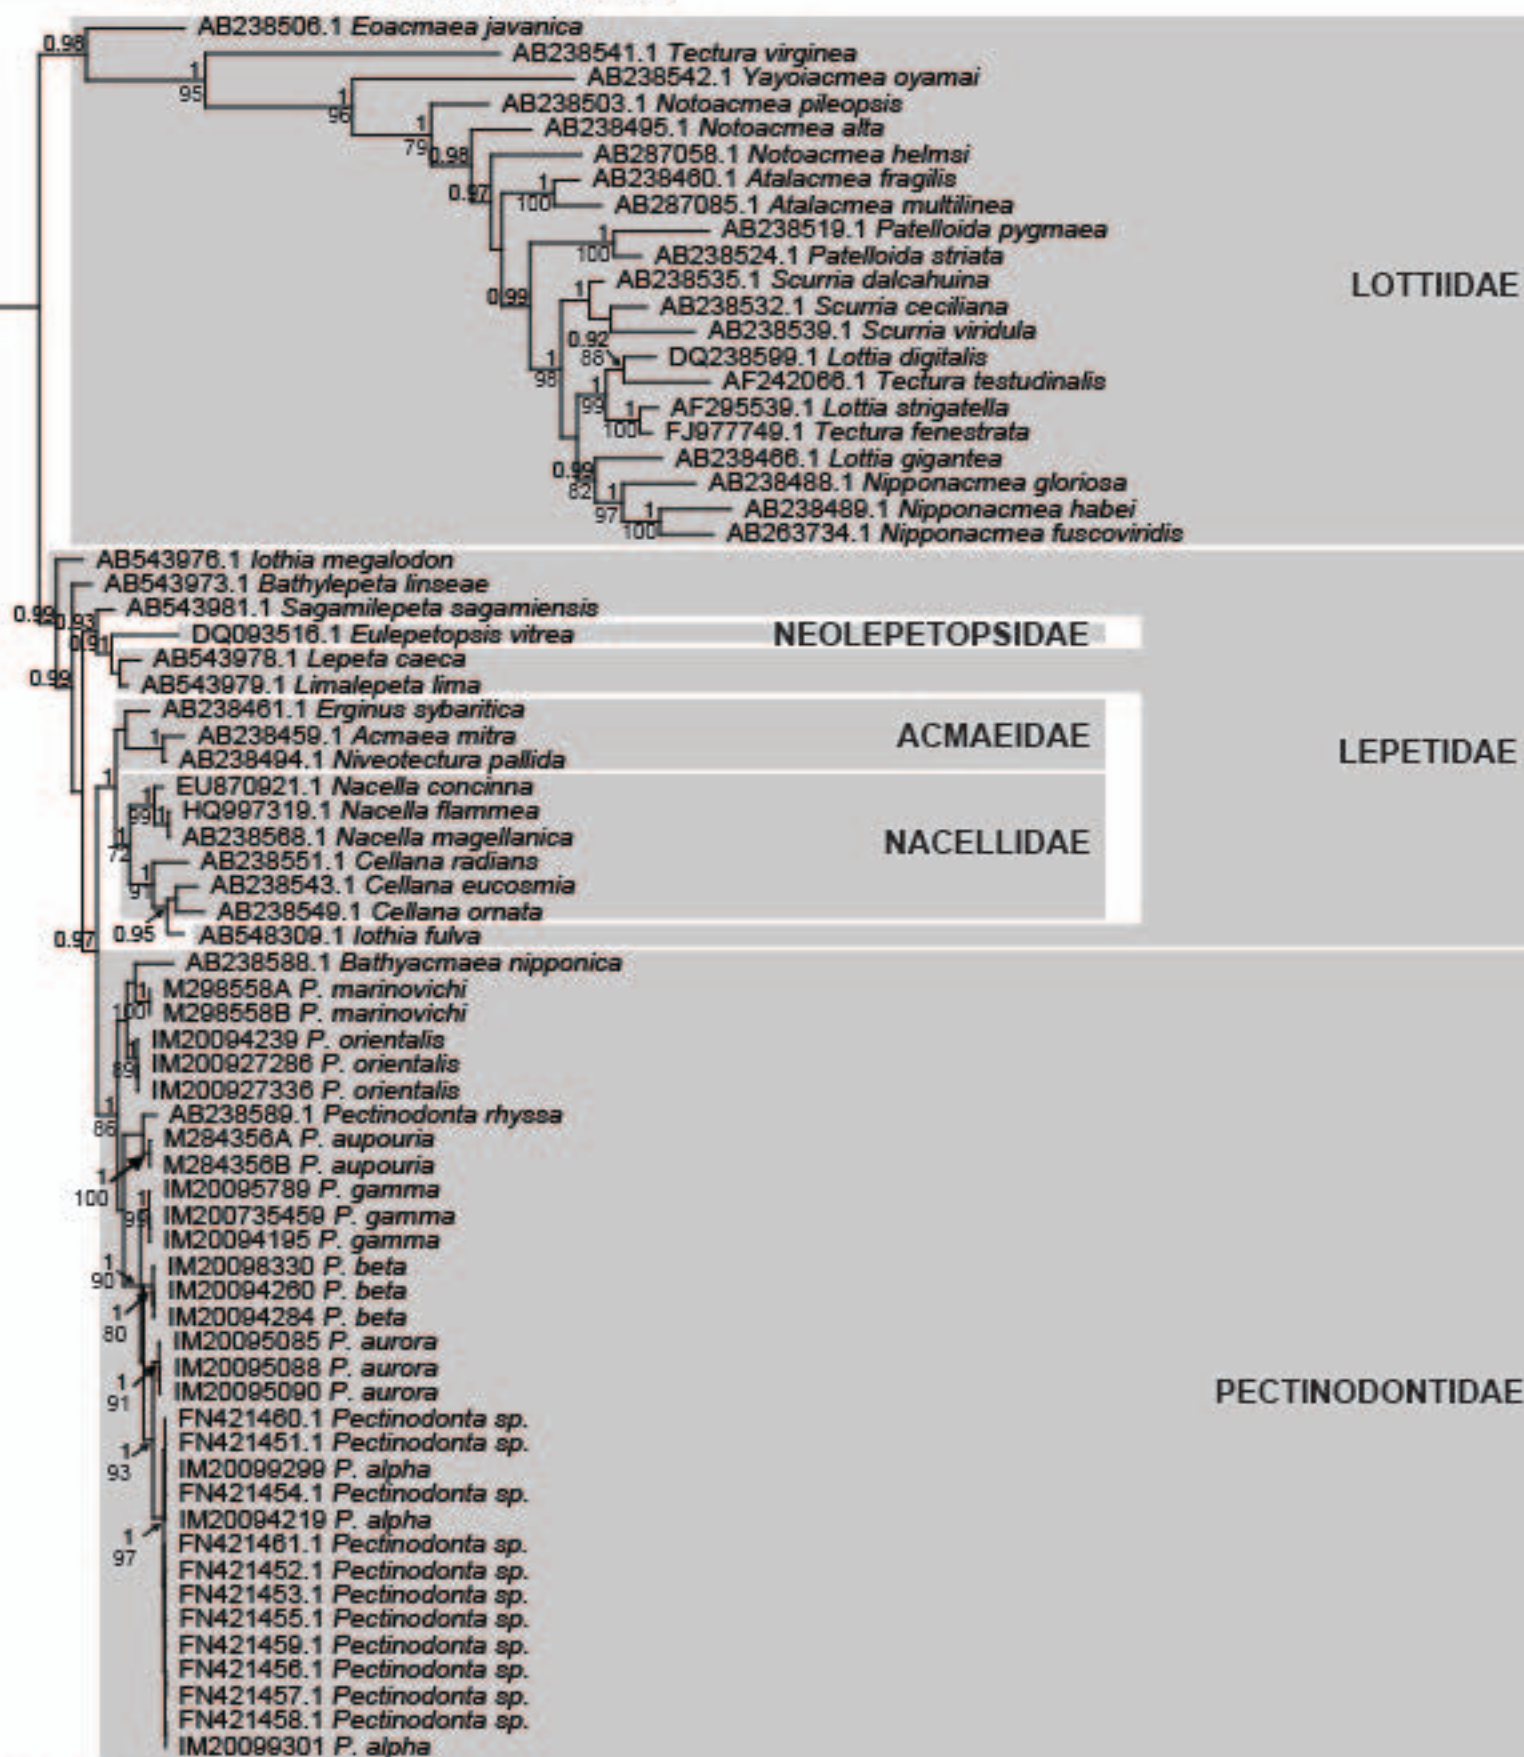 AB238506.1 Eoacmaea javanica
0.98
AB238541.1 Tectura virginea
1
95
AB238542.1 Yayoiacmea oyamai
1
96
AB238503.1 Notoacmea pileopsis
1
79
AB238495.1 Notoacmea alta
0.98
AB287058.1 Notoacmea helmsi
0.97
AB238460.1 Atalacmea fragilis
1
100
AB287085.1 Atalacmea multilinea
AB238519.1 Patelloida pygmaea
1
100
AB238524.1 Patelloida striata
AB238535.1 Scurria dalcahuina
LOTTIIDAE
0.99
1
AB238532.1 Scurria ceciliana
AB238539.1 Scurria viridula
0.92
88
DQ238599.1 Lottia digitalis
1
98
AF242066.1 Tectura testudinalis
1
99
AF295539.1 Lottia strigatella
1
100
FJ977749.1 Tectura fenestrata
AB238466.1 Lottia gigantea
0.99
82
AB238488.1 Nipponacmea gloriosa
1
97
AB238489.1 Nipponacmea habei
1
100
AB263734.1 Nipponacmea fuscoviridis
AB543976.1 Iothia megalodon
AB543973.1 Bathylepeta linseae
AB543981.1 Sagamilepeta sagamiensis
0.99
0.93
DQ093516.1 Eulepetopsis vitrea
NEOLEPETOPSIDAE
0.91
AB543978.1 Lepeta caeca
0.99
AB543979.1 Limalepeta lima
AB238461.1 Erginus sybaritica
AB238459.1 Acmaea mitra
1
ACMAEIDAE
AB238494.1 Niveotectura pallida
LEPETIDAE
1
EU870921.1 Nacella concinna
1
99
HQ997319.1 Nacella flammea
1
AB238568.1 Nacella magellanica
NACELLIDAE
1
72
AB238551.1 Cellana radians
1
91
AB238543.1 Cellana eucosmia
AB238549.1 Cellana ornata
0.95
0.97
AB548309.1 Iothia fulva
AB238588.1 Bathyacmaea nipponica
M298558A P. marinovichi
1
100
M298558B P. marinovichi
IM20094239 P. orientalis
1
89
IM200927286 P. orientalis
IM200927336 P. orientalis
1
86
AB238589.1 Pectinodonta rhyssa
M284356A P. aupouria
M284356B P. aupouria
1
100
IM20095789 P. gamma
1
99
IM200735459 P. gamma
IM20094195 P. gamma
IM20098330 P. beta
1
90
IM20094260 P. beta
IM20094284 P. beta
1
80
IM20095085 P. aurora
IM20095088 P. aurora
1
91
IM20095090 P. aurora
PECTINODONTIDAE
FN421460.1 Pectinodonta sp.
FN421451.1 Pectinodonta sp.
1
93
IM20099299 P. alpha
FN421454.1 Pectinodonta sp.
IM20094219 P. alpha
1
97
FN421461.1 Pectinodonta sp.
FN421452.1 Pectinodonta sp.
FN421453.1 Pectinodonta sp.
FN421455.1 Pectinodonta sp.
FN421459.1 Pectinodonta sp.
FN421456.1 Pectinodonta sp.
FN421457.1 Pectinodonta sp.
FN421458.1 Pectinodonta sp.
IM20099301 P. alpha